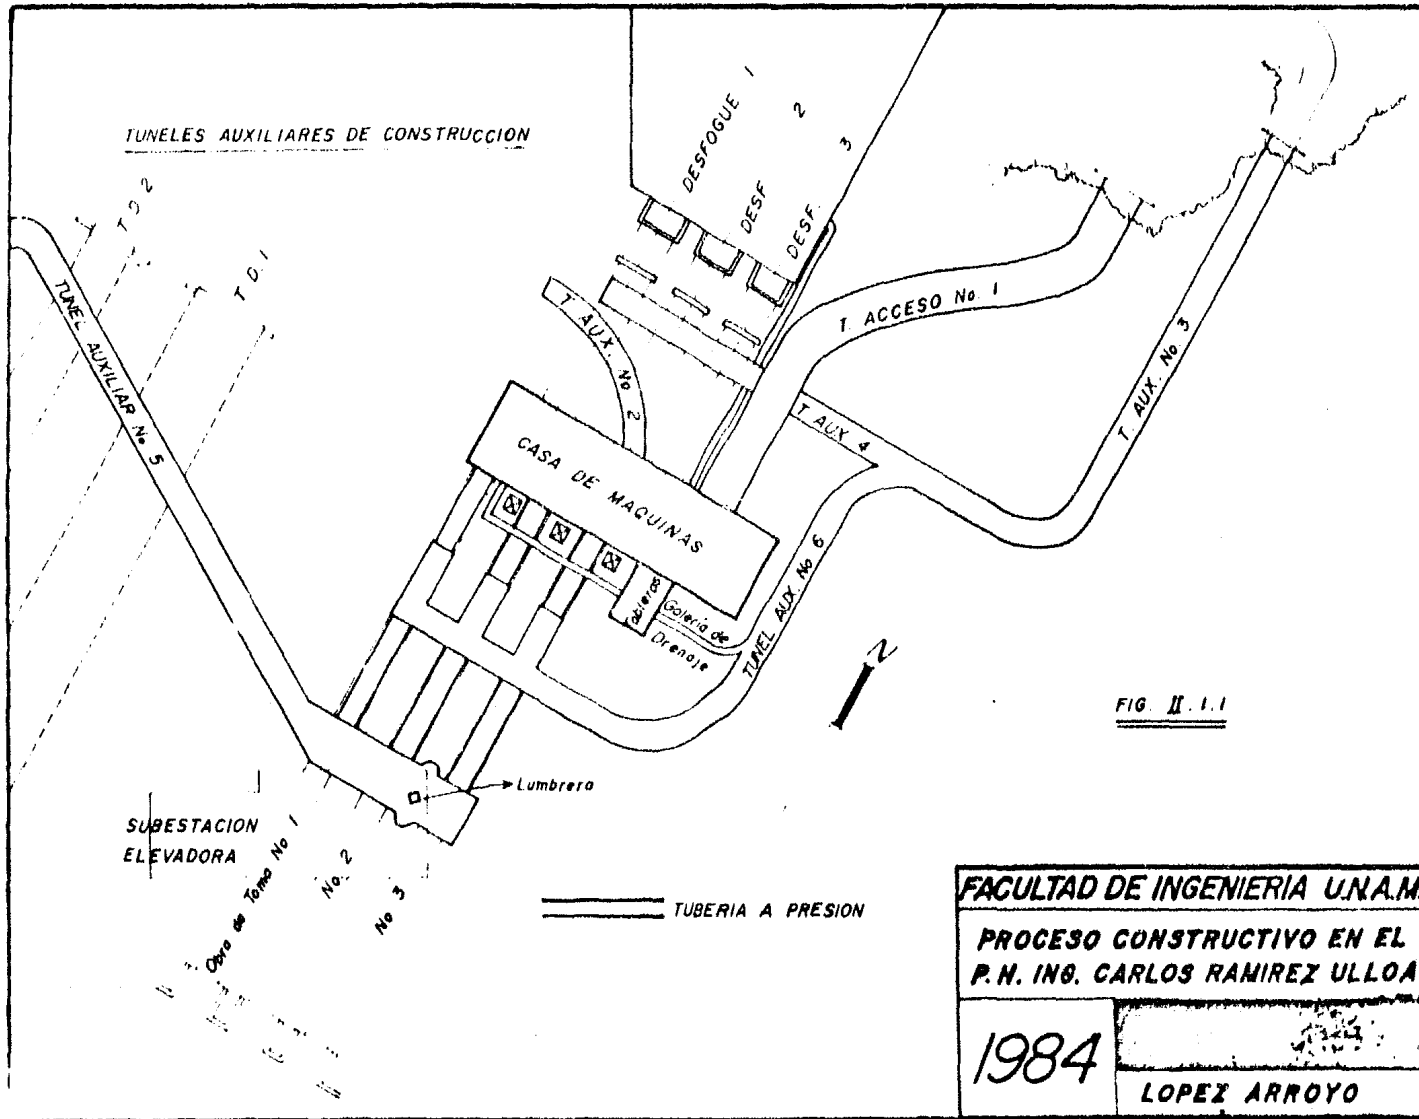 TUNELES AUXILIARES DE CONSTRUCCION
DESFOGUE 1
DESF 2
DESF. 3
T D 2
T D. 1
TUNEL AUXILIAR No. 5
T. AUX. No 2
T. ACCESO No. 1
T. AUX. No. 3
T. AUX 4
CASA DE MAQUINAS
Tableros
Galería de
Drenaje
TUNEL AUX. No 6
N
FIG. II.1.1
Lumbrera
SUBESTACION
ELEVADORA
Obra de Toma No 1
No. 2
No 3
TUBERIA A PRESION
FACULTAD DE INGENIERIA U.N.A.M.
PROCESO CONSTRUCTIVO EN EL
P.H. ING. CARLOS RAMIREZ ULLOA
1984
LOPEZ ARROYO